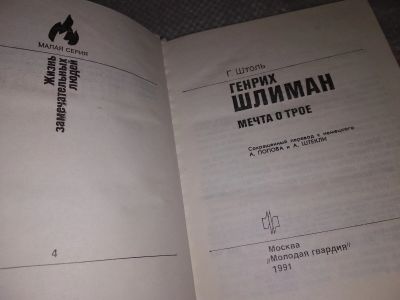 МАЛАЯ СЕРИЯ
Жизнь
замечательных
людей
4
Г. Штоль
ГЕНРИХ
ШЛИМАН
МЕЧТА О ТРОЕ
Сокращенный перевод с немецкого
А. ПОПОВА и А. ШТЕКЛИ
Москва
„Молодая гвардия"
1991